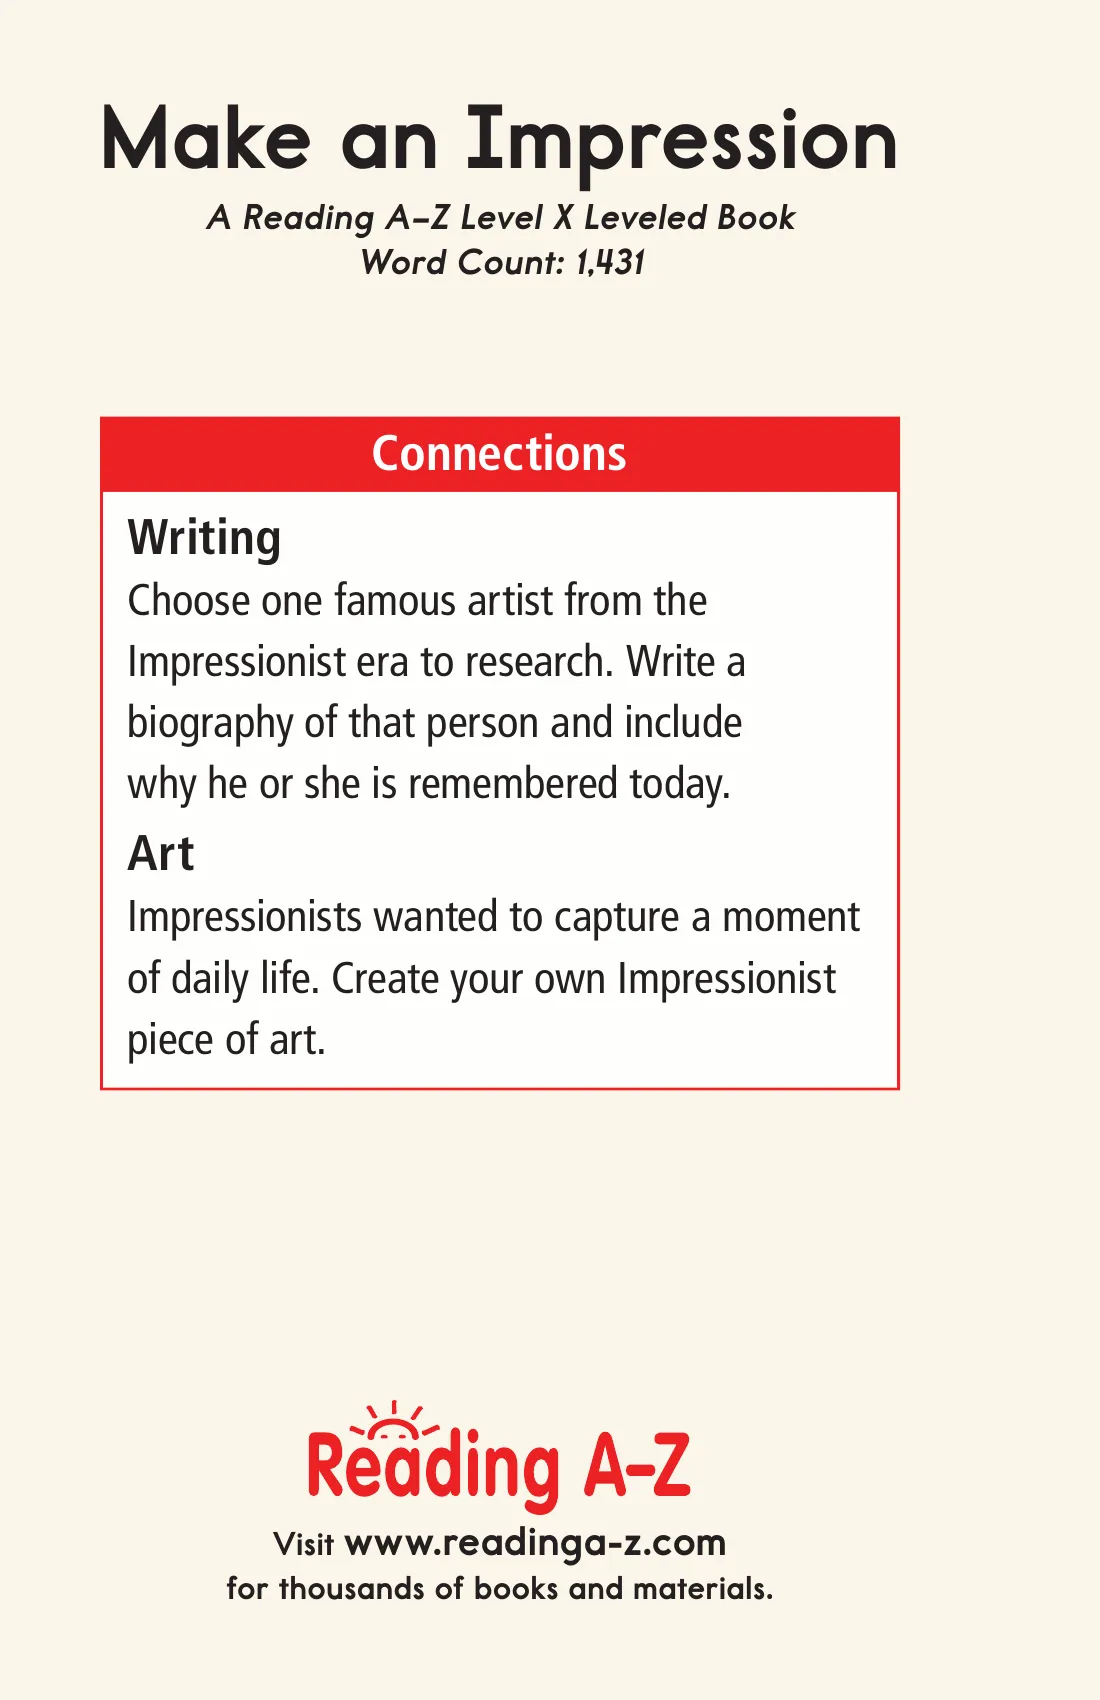 Make an Impression
A Reading A–Z Level X Leveled Book
Word Count: 1,431
Connections
Writing
Choose one famous artist from the
Impressionist era to research. Write a
biography of that person and include
why he or she is remembered today.
Art
Impressionists wanted to capture a moment
of daily life. Create your own Impressionist
piece of art.
Reading A–Z
Visit www.readinga-z.com
for thousands of books and materials.